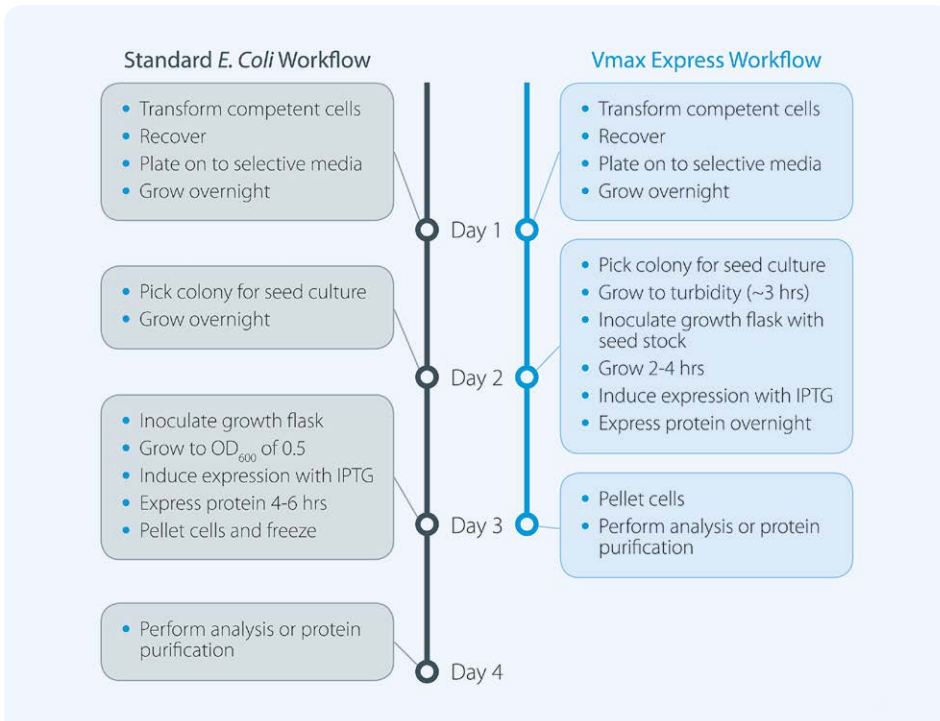 Standard E. Coli Workflow
Transform competent cells
Recover
Plate on to selective media
Grow overnight
Pick colony for seed culture
Grow overnight
Inoculate growth flask
Grow to OD600 of 0.5
Induce expression with IPTG
Express protein 4-6 hrs
Pellet cells and freeze
Perform analysis or protein
purification
Day 1
Day 2
Day 3
Day 4
Vmax Express Workflow
Transform competent cells
Recover
Plate on to selective media
Grow overnight
Pick colony for seed culture
Grow to turbidity (~3 hrs)
Inoculate growth flask with
seed stock
Grow 2-4 hrs
Induce expression with IPTG
Express protein overnight
Pellet cells
Perform analysis or protein
purification